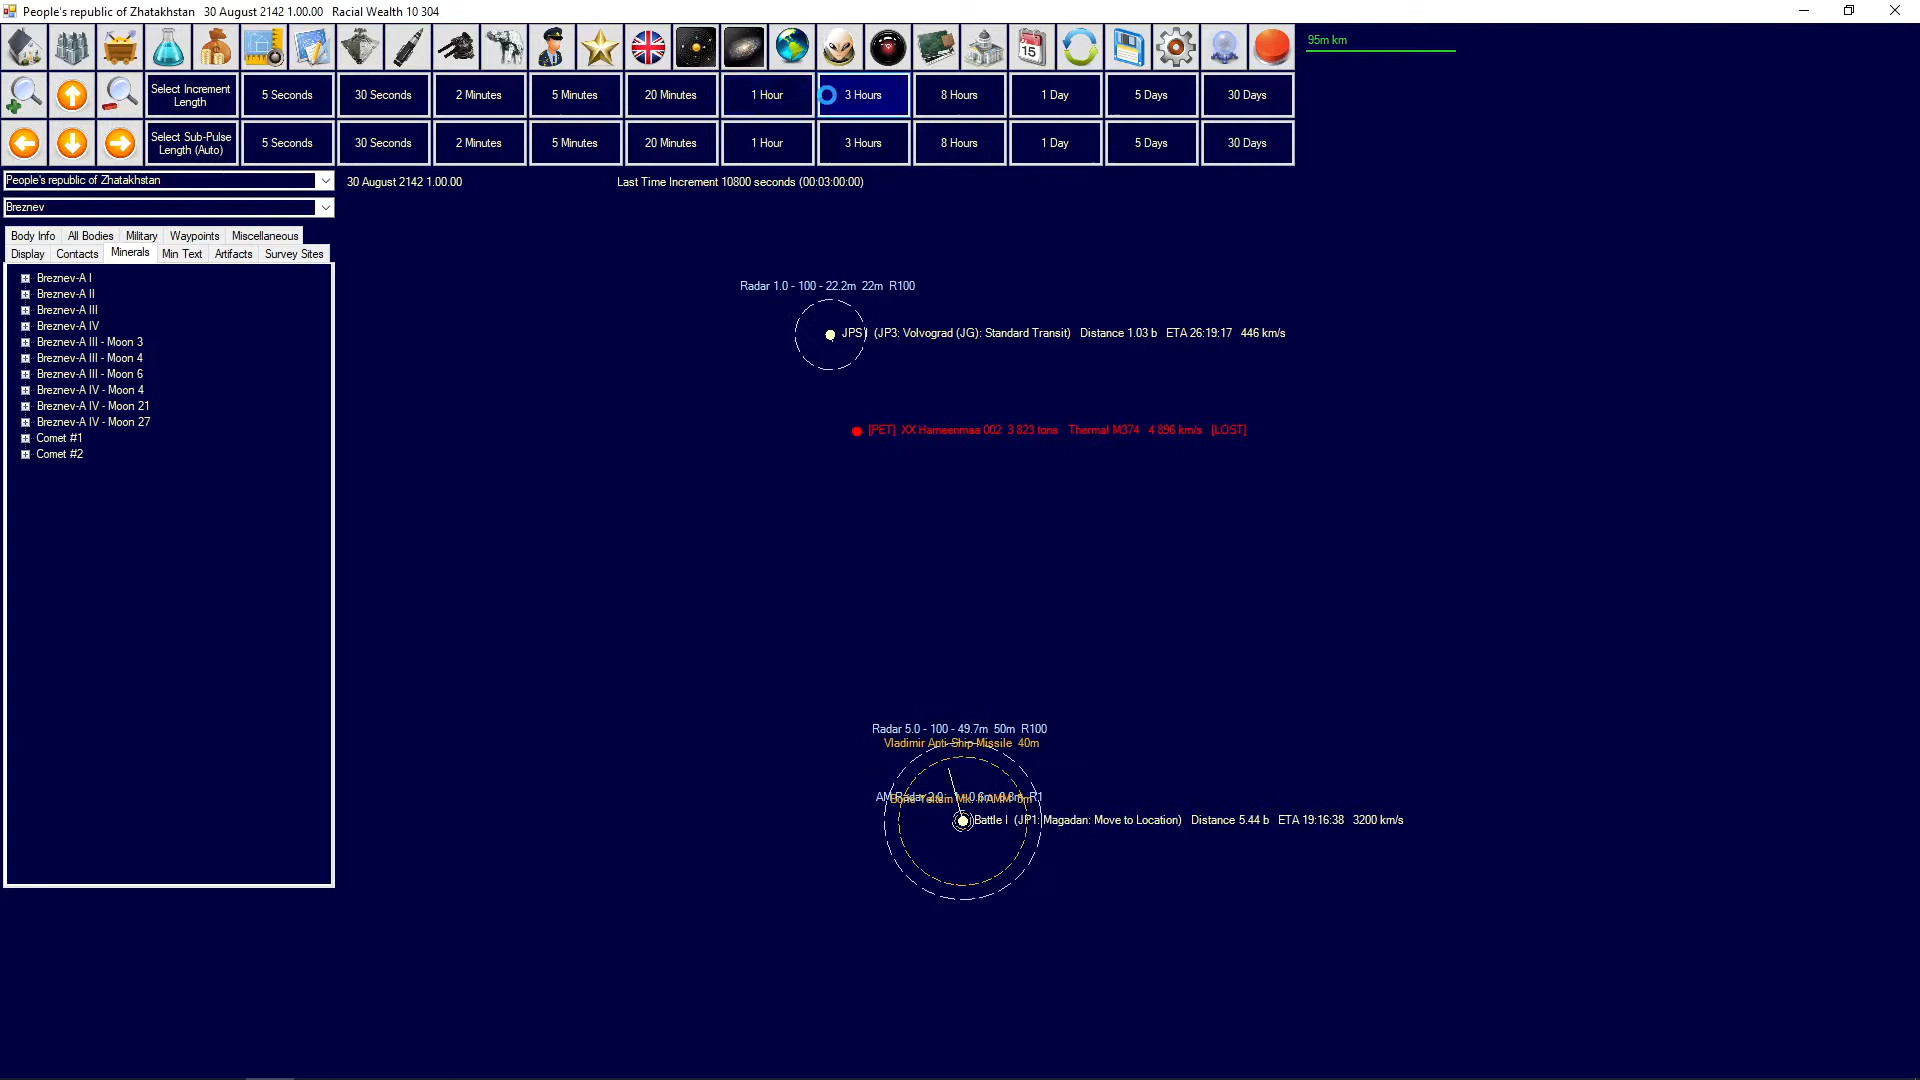 People's republic of Zhatakhstan   30 August 2142 1.00.00   Racial Wealth 10 304
15
95m km
Select Increment Length
5 Seconds
30 Seconds
2 Minutes
5 Minutes
20 Minutes
1 Hour
3 Hours
8 Hours
1 Day
5 Days
30 Days
Select Sub-Pulse Length (Auto)
5 Seconds
30 Seconds
2 Minutes
5 Minutes
20 Minutes
1 Hour
3 Hours
8 Hours
1 Day
5 Days
30 Days
People's republic of Zhatakhstan
30 August 2142 1.00.00
Last Time Increment 10800 seconds (00:03:00:00)
Breznev
Body Info   All Bodies   Military   Waypoints   Miscellaneous
Display   Contacts   Minerals   Min Text   Artifacts   Survey Sites
Breznev-A I
Breznev-A II
Breznev-A III
Breznev-A IV
Breznev-A III - Moon 3
Breznev-A III - Moon 4
Breznev-A III - Moon 6
Breznev-A IV - Moon 4
Breznev-A IV - Moon 21
Breznev-A IV - Moon 27
Comet #1
Comet #2
Radar 1.0 - 100 - 22.2m  22m  R100
JPS I  (JP3: Volvograd (JG): Standard Transit)   Distance 1.03 b   ETA 26:19:17   446 km/s
[PET]  XX Hameenmaa 002  3 823 tons   Thermal M374   4 896 km/s   [LOST]
Radar 5.0 - 100 - 49.7m  50m  R100
Vladimir Anti-Ship Missile  40m
AM Radar 2.0 - R1
Battle I  (JP1: Magadan: Move to Location)   Distance 5.44 b   ETA 19:16:38   3200 km/s